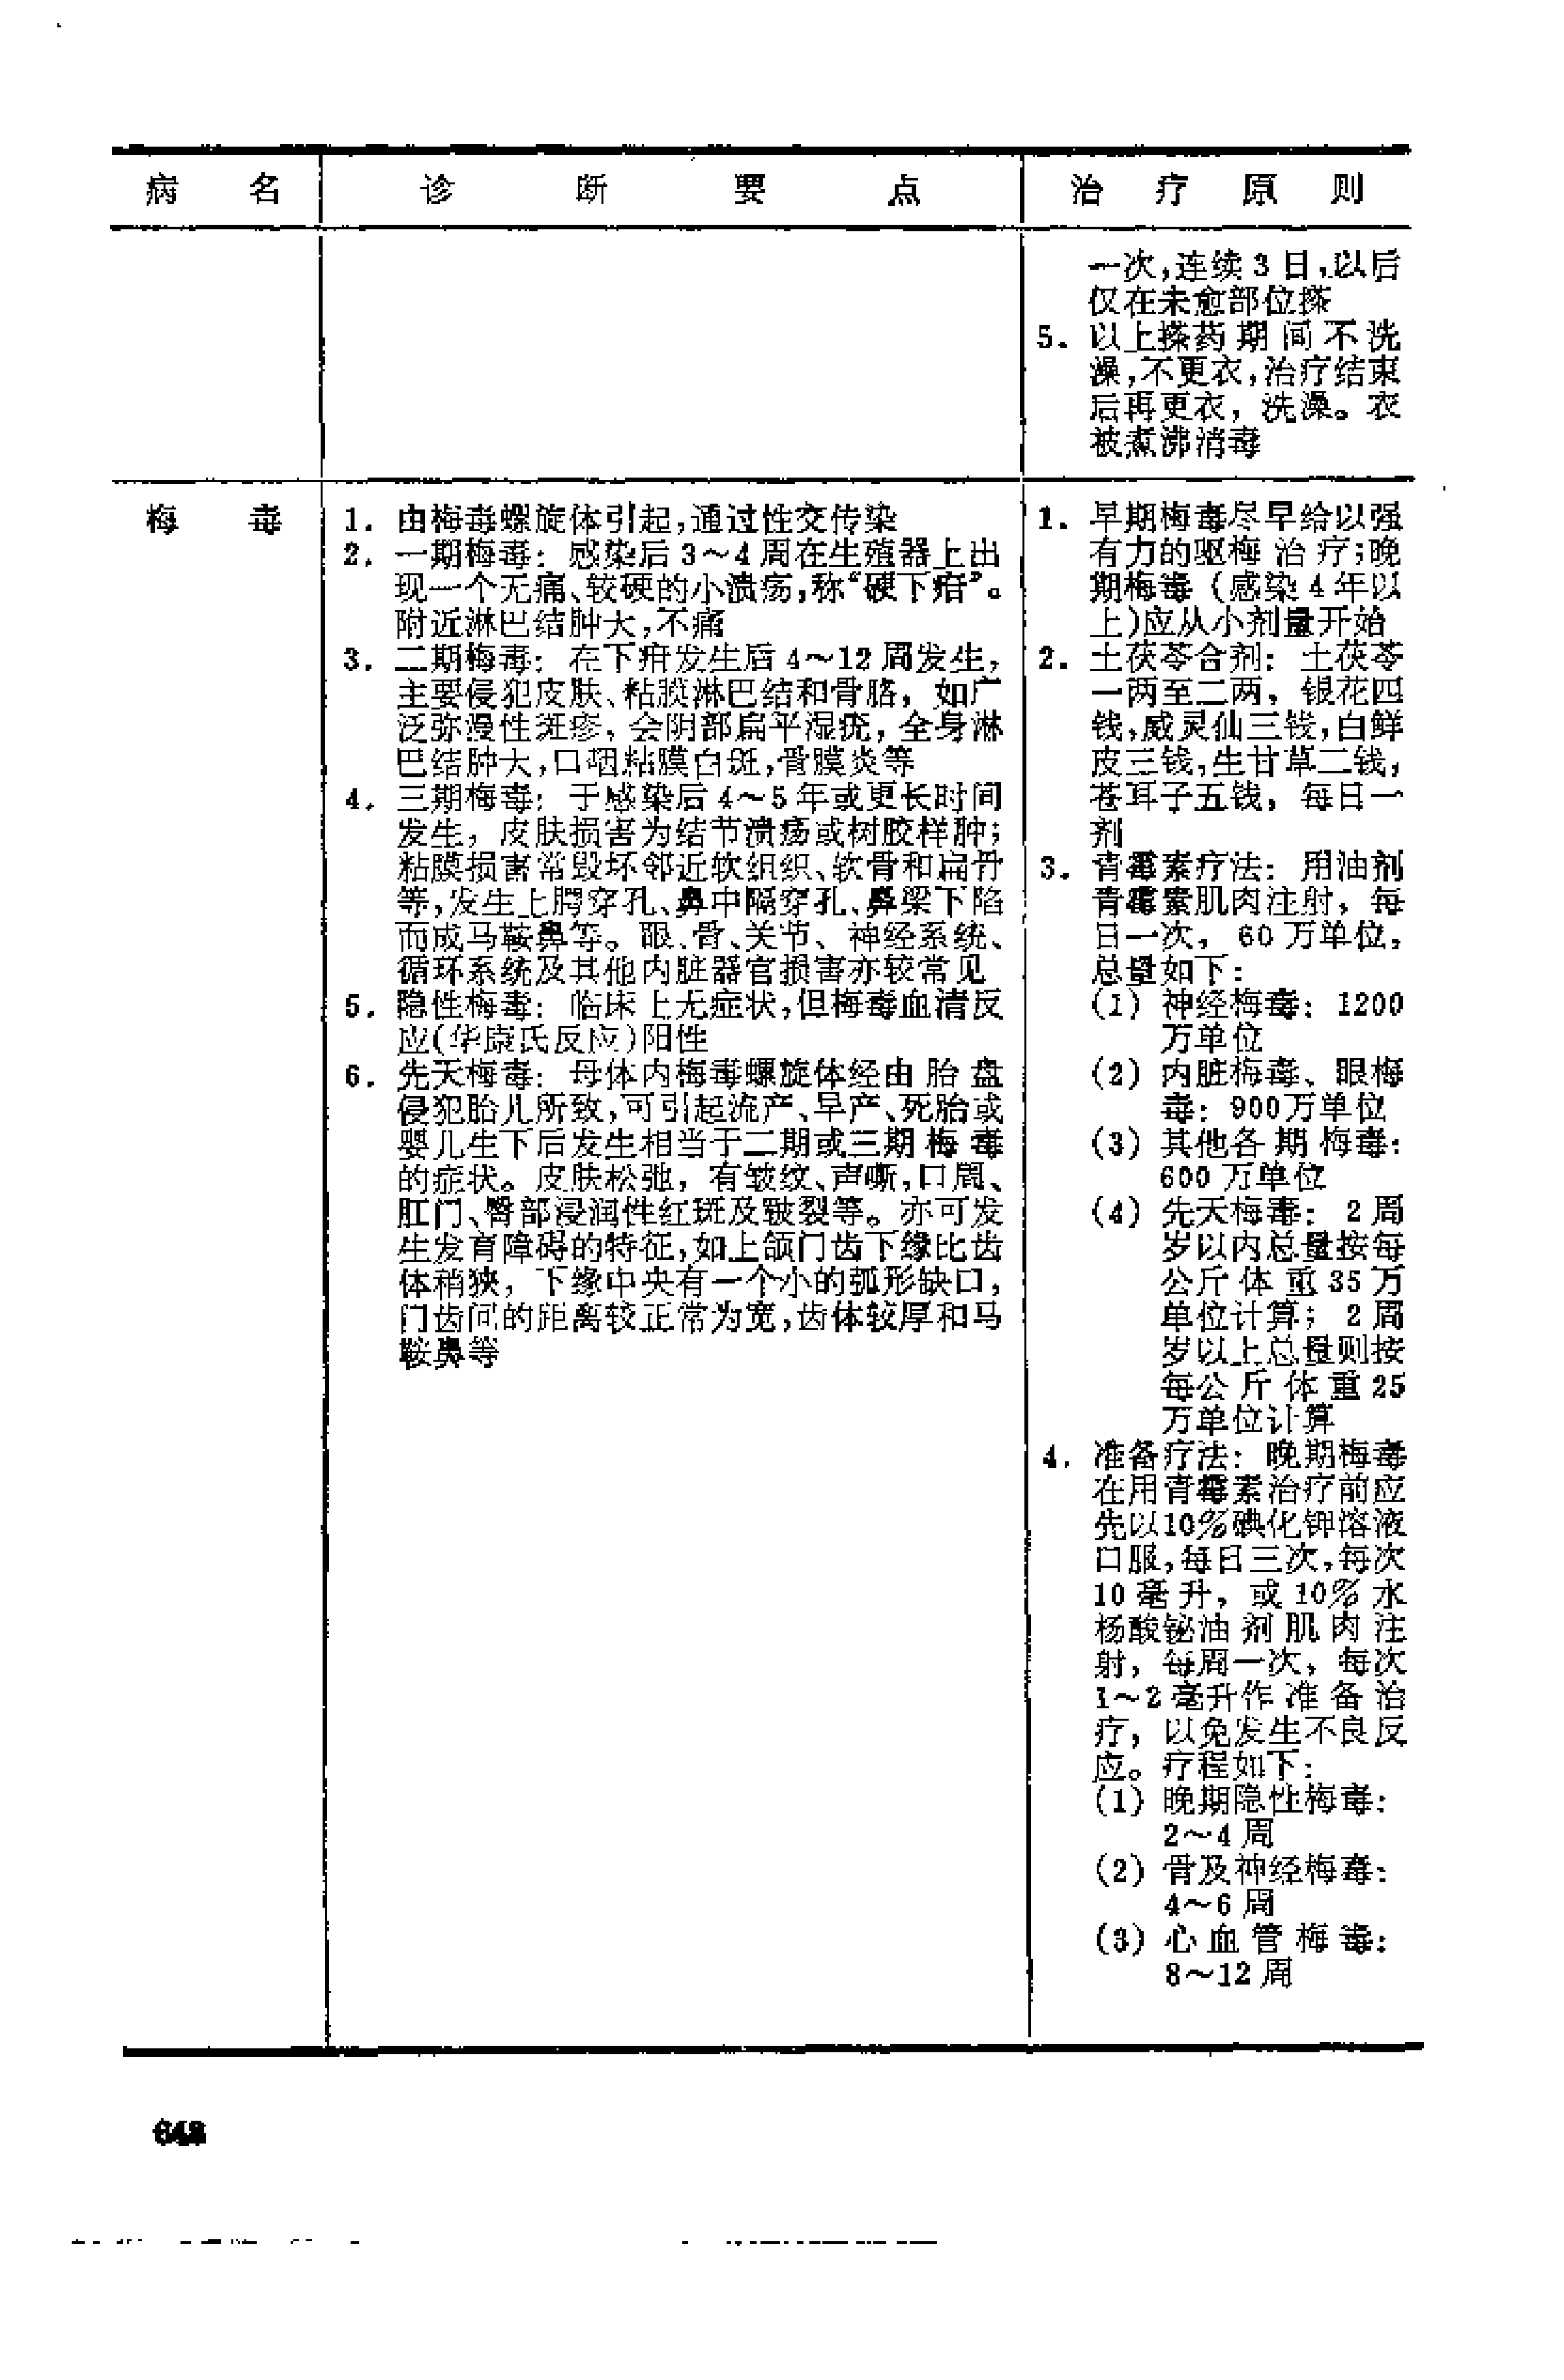 病 名 诊 断 要 点 治 疗 原 则
一次,连续3日,以后
仅在未愈部位搽
5. 以上搽药期间不洗
澡,不更衣,治疗结束
后再更衣，洗澡。衣
被煮沸消毒
梅 毒
1. 由梅毒螺旋体引起,通过性交传染
2. 一期梅毒：感染后3～4周在生殖器上出
现一个无痛、较硬的小溃疡,称“硬下疳”。
附近淋巴结肿大,不痛
3. 二期梅毒：在下疳发生后4～12周发生，
主要侵犯皮肤、粘膜淋巴结和骨胳，如广
泛弥漫性斑疹，会阴部扁平湿疣，全身淋
巴结肿大,口咽粘膜白斑,骨膜炎等
4. 三期梅毒：于感染后4～5年或更长时间
发生，皮肤损害为结节溃疡或树胶样肿；
粘膜损害常毁坏邻近软组织、软骨和扁骨
等,发生上腭穿孔、鼻中隔穿孔、鼻梁下陷
而成马鞍鼻等。眼、骨、关节、神经系统、
循环系统及其他内脏器官损害亦较常见
5. 隐性梅毒：临床上无症状,但梅毒血清反
应(华康氏反应)阳性
6. 先天梅毒：母体内梅毒螺旋体经由胎盘
侵犯胎儿所致,可引起流产、早产、死胎或
婴儿生下后发生相当于二期或三期梅毒
的症状。皮肤松弛，有皱纹、声嘶,口周、
肛门、臀部浸润性红斑及皲裂等。亦可发
生发育障碍的特征,如上颌门齿下缘比齿
体稍狭，下缘中央有一个小的弧形缺口，
门齿间的距离较正常为宽,齿体较厚和马
鞍鼻等
1. 早期梅毒尽早给以强
有力的驱梅治疗;晚
期梅毒（感染4年以
上)应从小剂量开始
2. 土茯苓合剂：土茯苓
一两至二两，银花四
钱,威灵仙三钱,白鲜
皮三钱,生甘草二钱,
苍耳子五钱，每日一
剂
3. 青霉素疗法：用油剂
青霉素肌肉注射，每
日一次，60万单位，
总量如下：
(1) 神经梅毒：1200
万单位
(2) 内脏梅毒、眼梅
毒：900万单位
(3) 其他各期梅毒：
600万单位
(4) 先天梅毒：2周
岁以内总量按每
公斤体重35万
单位计算；2周
岁以上总量则按
每公斤体重25
万单位计算
4. 准备疗法：晚期梅毒
在用青霉素治疗前应
先以10%碘化钾溶液
口服,每日三次,每次
10毫升，或10%水
杨酸铋油剂肌肉注
射，每周一次，每次
1～2毫升作准备治
疗，以免发生不良反
应。疗程如下：
(1) 晚期隐性梅毒：
2～4周
(2) 骨及神经梅毒：
4～6周
(3) 心血管梅毒：
8～12周